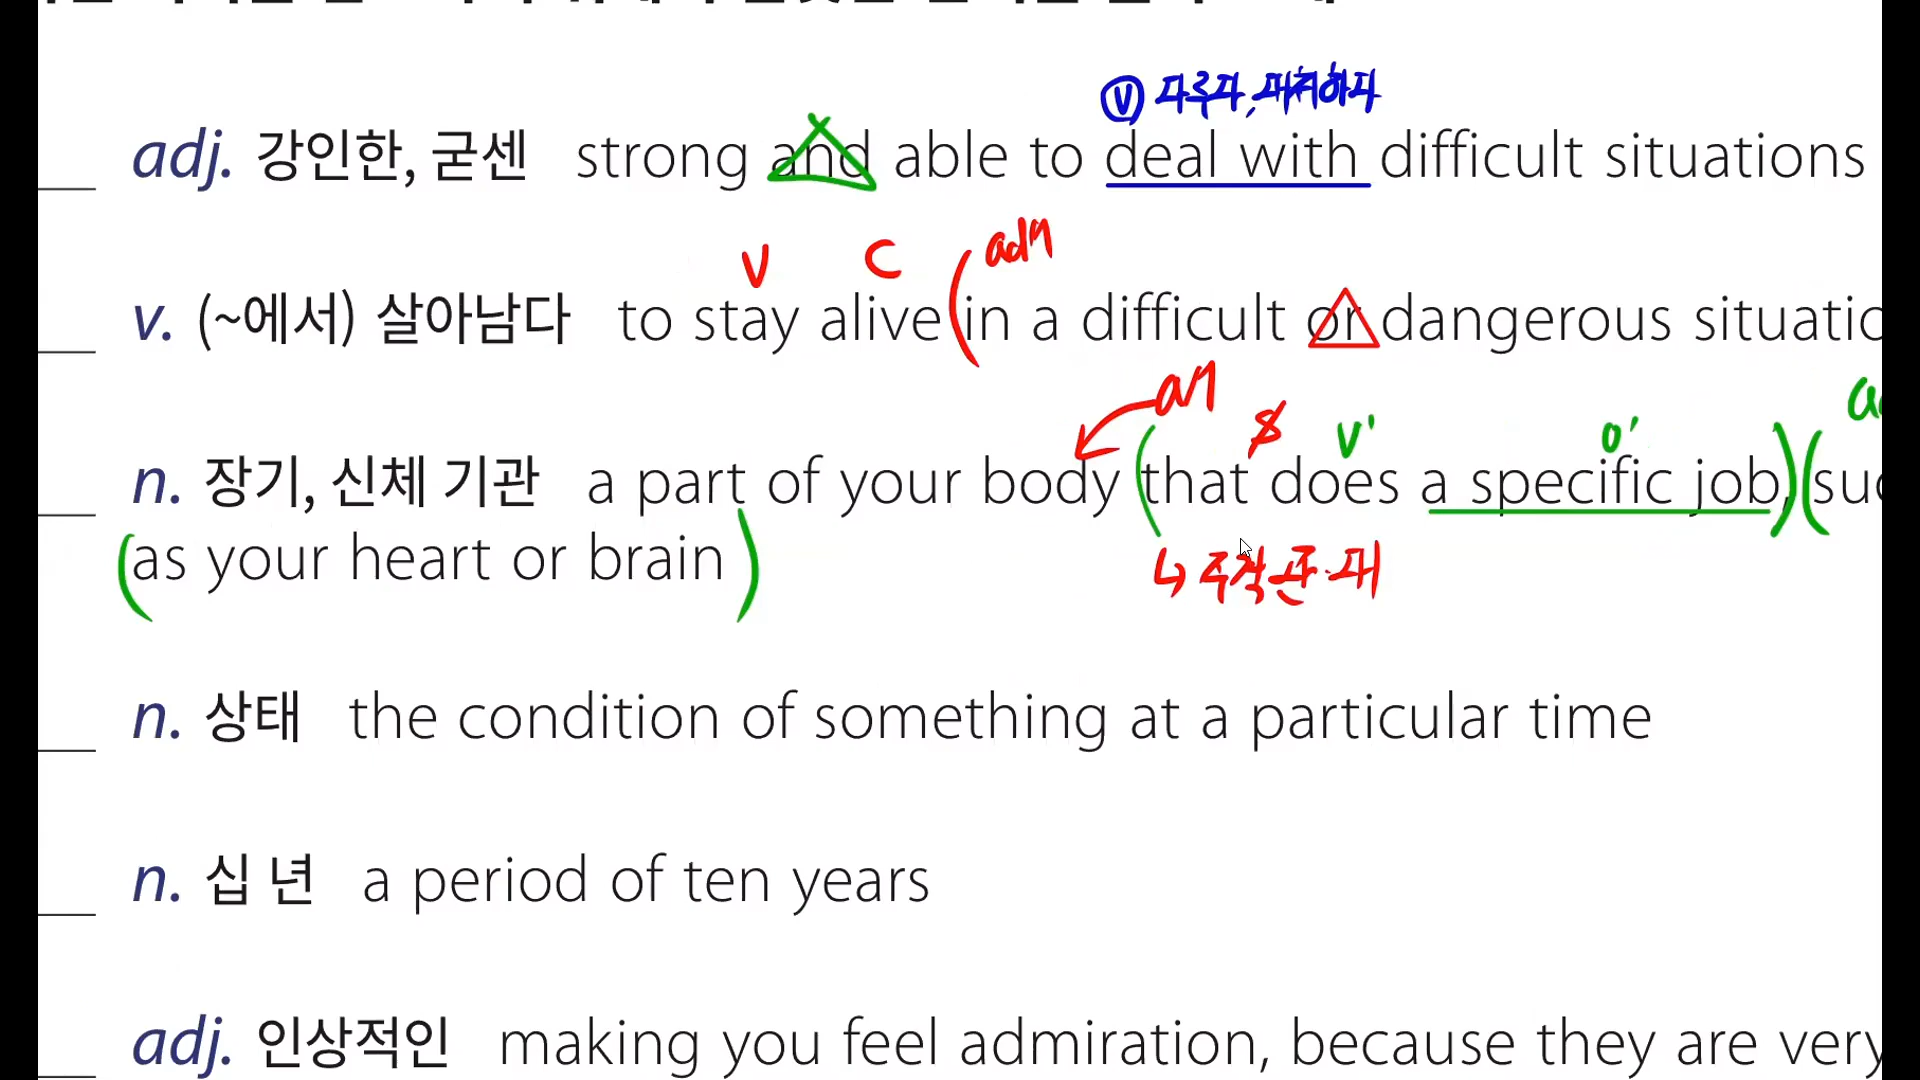 ⓥ 다루다, 대처하다
adj. 강인한, 굳센 strong and able to deal with difficult situations
V C adM
v. (~에서) 살아남다 to stay alive (in a difficult or dangerous situatio
aM
V' o'
n. 장기, 신체 기관 a part of your body (that does a specific job,) (suc
(as your heart or brain)
↳ 주격 관·대
n. 상태 the condition of something at a particular time
n. 십 년 a period of ten years
adj. 인상적인 making you feel admiration, because they are very